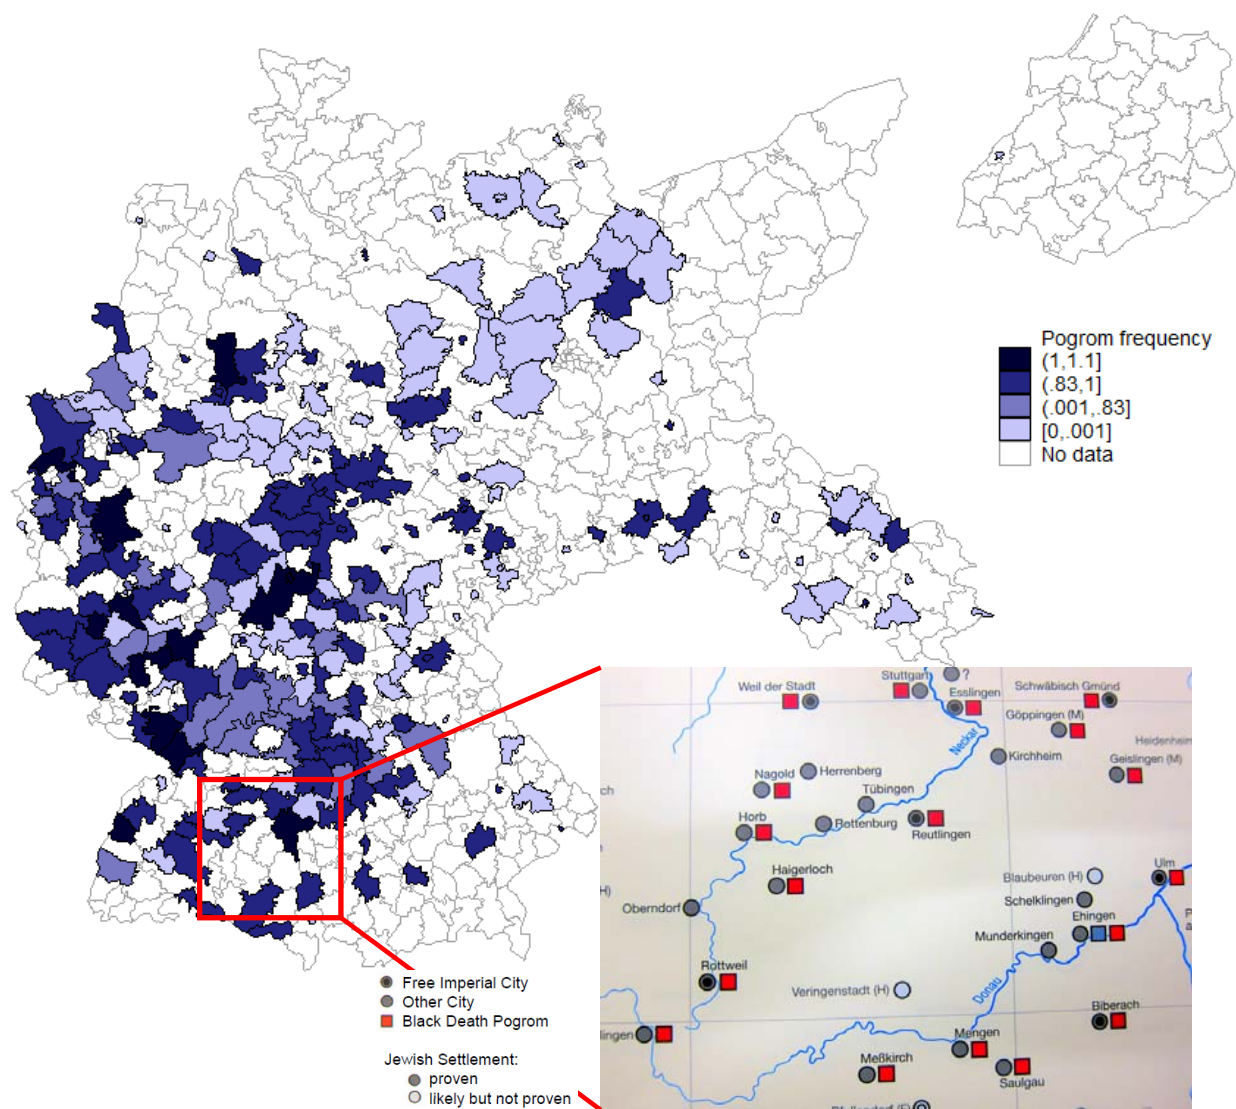 Pogrom frequency
(1,1.1]
(.83,1]
(.001,.83]
[0,.001]
No data
Weil der Stadt
Stuttgart
?
Esslingen
Schwäbisch Gmünd
Göppingen (M)
Neckar
Heidenheim
Kirchheim
Geislingen (M)
Nagold
Herrenberg
ch
Tübingen
Horb
Rottenburg
Reutlingen
Haigerloch
Ulm
Blaubeuren (H)
H)
Schelklingen
Oberndorf
Ehingen
Munderkingen
Rottweil
Veringenstadt (H)
Donau
Biberach
lingen
Mengen
Meßkirch
Saulgau
Free Imperial City
Other City
Black Death Pogrom
Jewish Settlement:
proven
likely but not proven